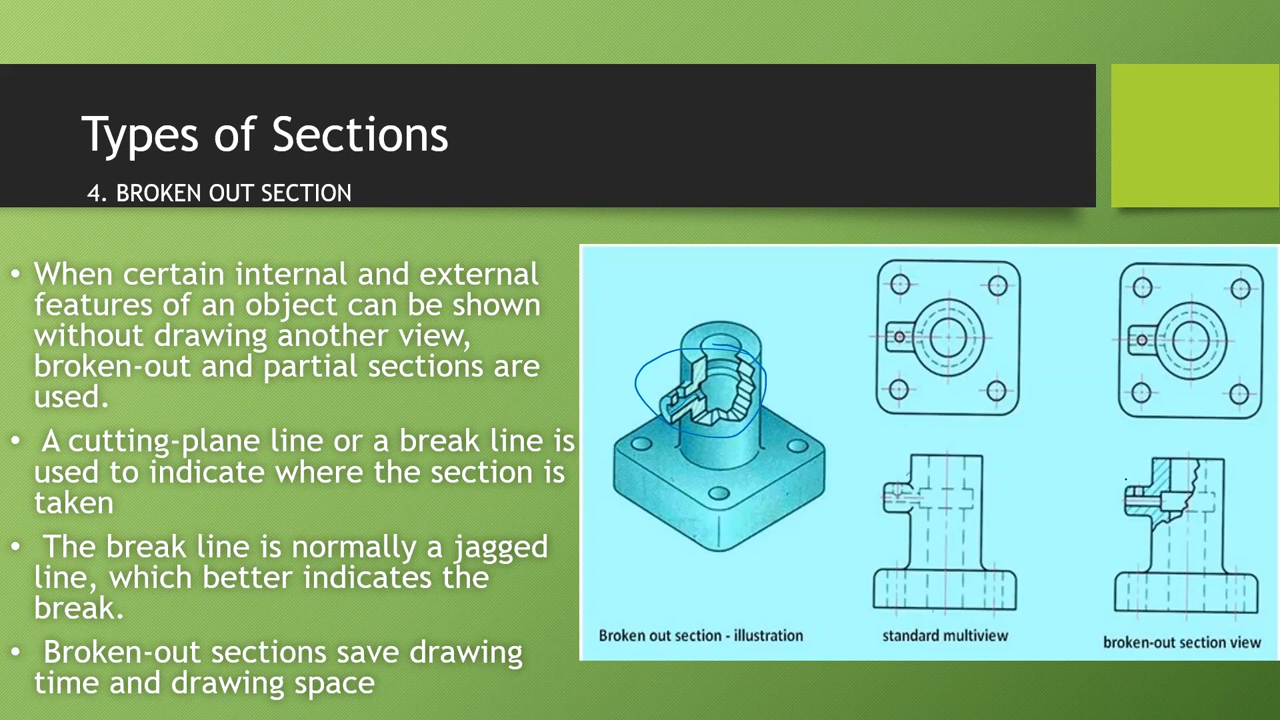 Types of Sections
4. BROKEN OUT SECTION
• When certain internal and external
features of an object can be shown
without drawing another view,
broken-out and partial sections are
used.
• A cutting-plane line or a break line is
used to indicate where the section is
taken
• The break line is normally a jagged
line, which better indicates the
break.
• Broken-out sections save drawing
time and drawing space
Broken out section - illustration
standard multiview
broken-out section view